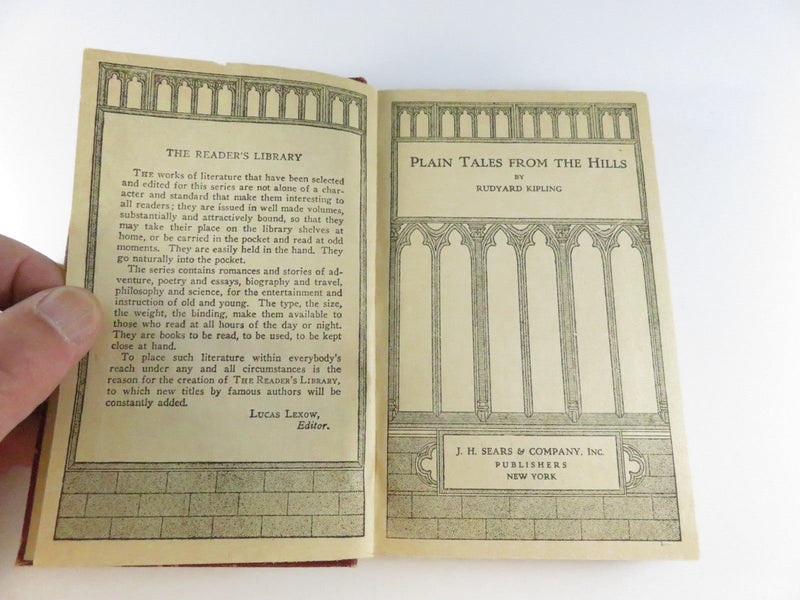 THE READER'S LIBRARY
THE works of literature that have been selected
and edited for this series are not alone of a char-
acter and standard that make them interesting to
all readers; they are issued in well made volumes,
substantially and attractively bound, so that they
may take their place on the library shelves at
home, or be carried in the pocket and read at odd
moments. They are easily held in the hand. They
go naturally into the pocket.
The series contains romances and stories of ad-
venture, poetry and essays, biography and travel,
philosophy and science, for the entertainment and
instruction of old and young. The type, the size,
the weight, the binding, make them available to
those who read at all hours of the day or night.
They are books to be read, to be used, to be kept
close at hand.
To place such literature within everybody's
reach under any and all circumstances is the
reason for the creation of THE READER'S LIBRARY,
to which new titles by famous authors will be
constantly added.
LUCAS LEXOW,
Editor.
PLAIN TALES FROM THE HILLS
BY
RUDYARD KIPLING
J. H. SEARS & COMPANY, INC.
PUBLISHERS
NEW YORK